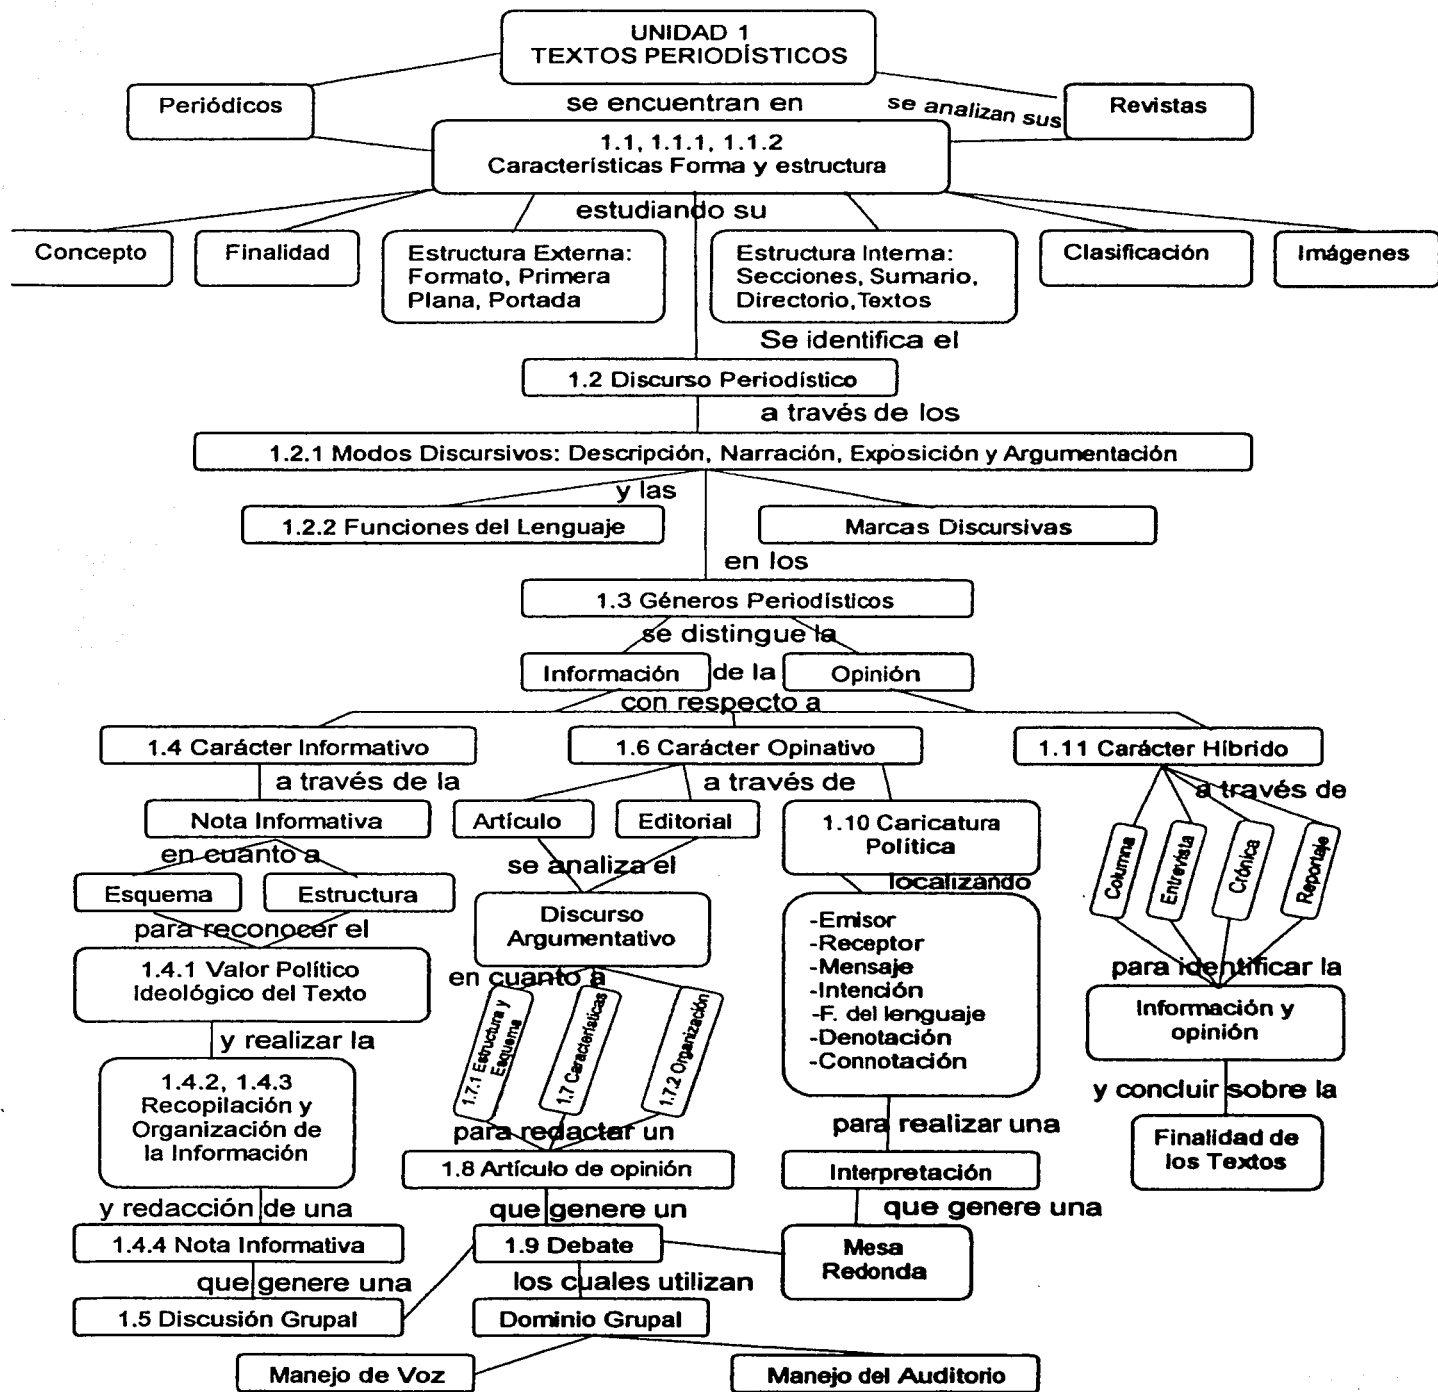 UNIDAD 1
TEXTOS PERIODÍSTICOS
Periódicos
se encuentran en
se analizan sus
Revistas
1.1, 1.1.1, 1.1.2
Características Forma y estructura
estudiando su
Concepto
Finalidad
Estructura Externa:
Formato, Primera
Plana, Portada
Estructura Interna:
Secciones, Sumario,
Directorio, Textos
Clasificación
Imágenes
Se identifica el
1.2 Discurso Periodístico
a través de los
1.2.1 Modos Discursivos: Descripción, Narración, Exposición y Argumentación
y las
1.2.2 Funciones del Lenguaje
Marcas Discursivas
en los
1.3 Géneros Periodísticos
se distingue la
Información
de la
Opinión
con respecto a
1.4 Carácter Informativo
1.6 Carácter Opinativo
1.11 Carácter Híbrido
a través de la
a través de
a través de
Nota Informativa
Artículo
Editorial
1.10 Caricatura
Política
Columna
Entrevista
Crónica
Reportaje
en cuanto a
se analiza el
localizando
Esquema
Estructura
para reconocer el
Discurso
Argumentativo
-Emisor
-Receptor
-Mensaje
-Intención
-F. del lenguaje
-Denotación
-Connotación
1.4.1 Valor Político
Ideológico del Texto
en cuanto a
para identificar la
Información y
opinión
1.7.1 Estructura y
Esquema
1.7 Características
1.7.2 Organización
y realizar la
1.4.2, 1.4.3
Recopilación y
Organización de
la Información
y concluir sobre la
para redactar un
para realizar una
Finalidad de
los Textos
1.8 Artículo de opinión
Interpretación
y redacción de una
que genere un
que genere una
1.4.4 Nota Informativa
1.9 Debate
Mesa
Redonda
que genere una
los cuales utilizan
1.5 Discusión Grupal
Dominio Grupal
Manejo de Voz
Manejo del Auditorio